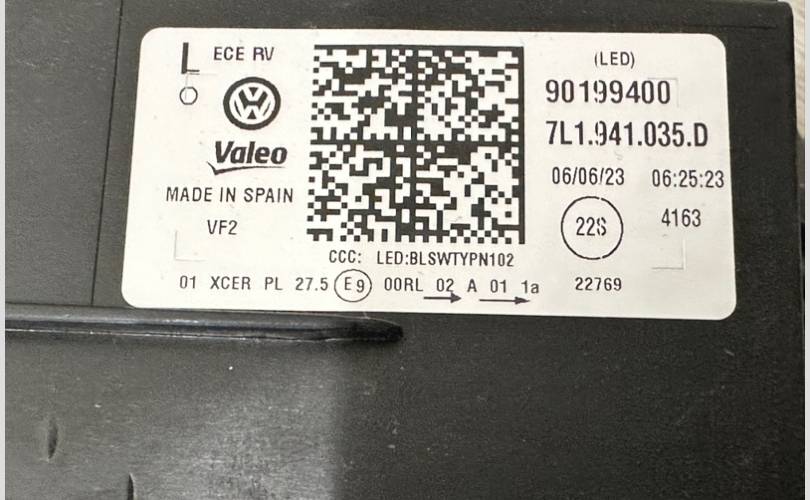 L ECE RV
VW
Valeo
MADE IN SPAIN
VF2
(LED)
90199400
7L1.941.035.D
06/06/23 06:25:23
22S 4163
CCC: LED:BLSWTYPN102
01 XCER PL 27.5 E9 00RL 02 A 01 1a 22769